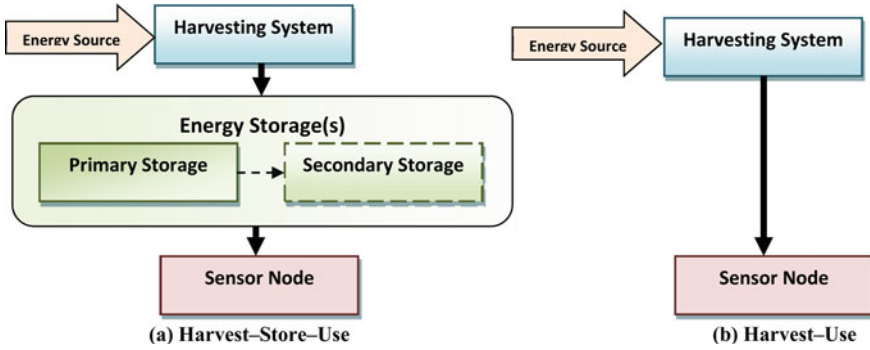 Energy Source
Harvesting System
Energy Storage(s)
Primary Storage
Secondary Storage
Sensor Node
(a) Harvest–Store–Use
Energy Source
Harvesting System
Sensor Node
(b) Harvest–Use